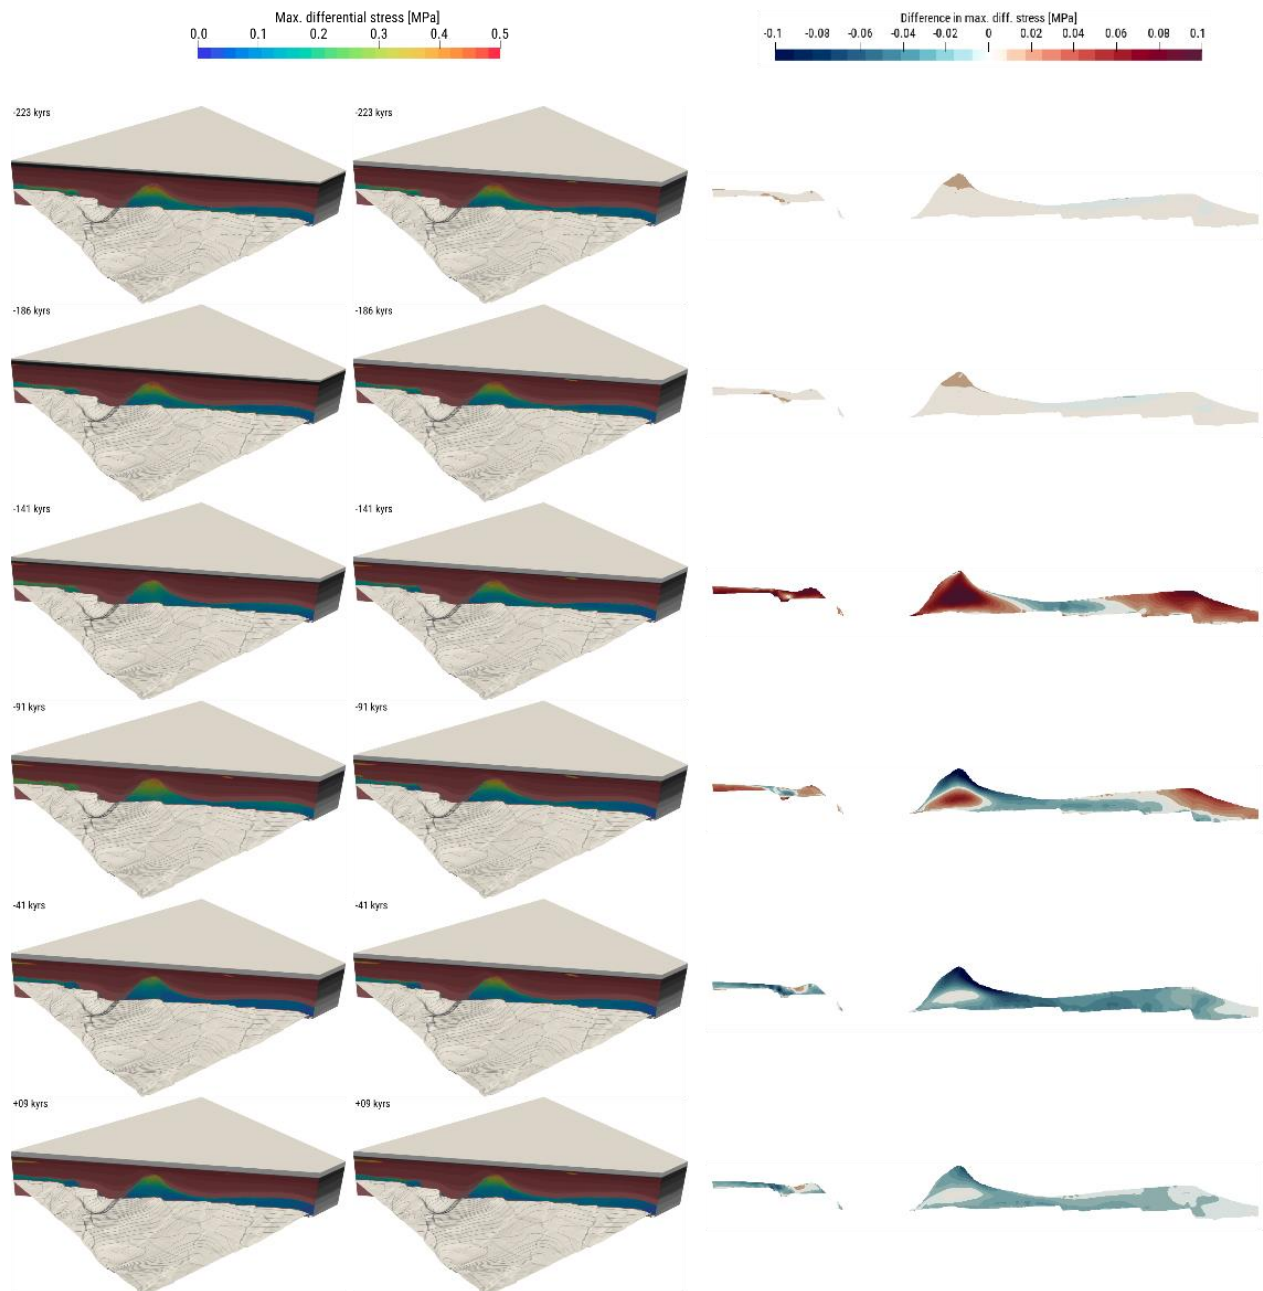 Max. differential stress [MPa]
0.0 0.1 0.2 0.3 0.4 0.5
Difference in max. diff. stress [MPa]
-0.1 -0.08 -0.06 -0.04 -0.02 0 0.02 0.04 0.06 0.08 0.1
-223 kyrs -223 kyrs
-186 kyrs -186 kyrs
-141 kyrs -141 kyrs
-91 kyrs -91 kyrs
-41 kyrs -41 kyrs
+09 kyrs +09 kyrs